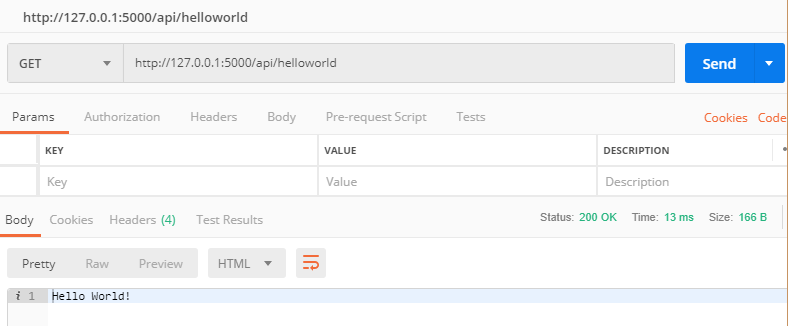 http://127.0.0.1:5000/api/helloworld
GET http://127.0.0.1:5000/api/helloworld Send
Params Authorization Headers Body Pre-request Script Tests Cookies Code
KEY VALUE DESCRIPTION
Key Value Description
Body Cookies Headers (4) Test Results Status: 200 OK Time: 13 ms Size: 166 B
Pretty Raw Preview HTML
i 1 Hello World!